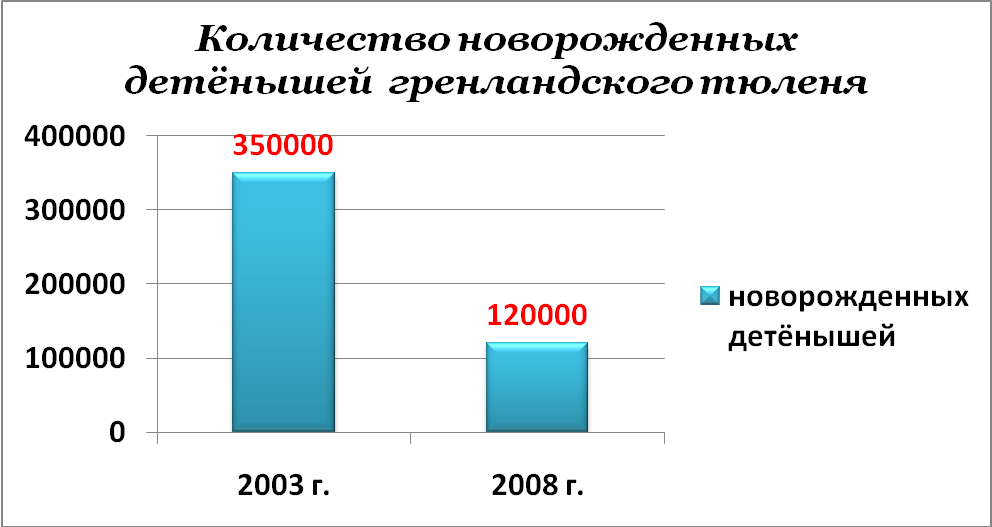 Количество новорожденных
детёнышей гренландского тюленя
400000
350000
300000
200000
120000
100000
0
новорожденных
детёнышей
2003 г.
2008 г.